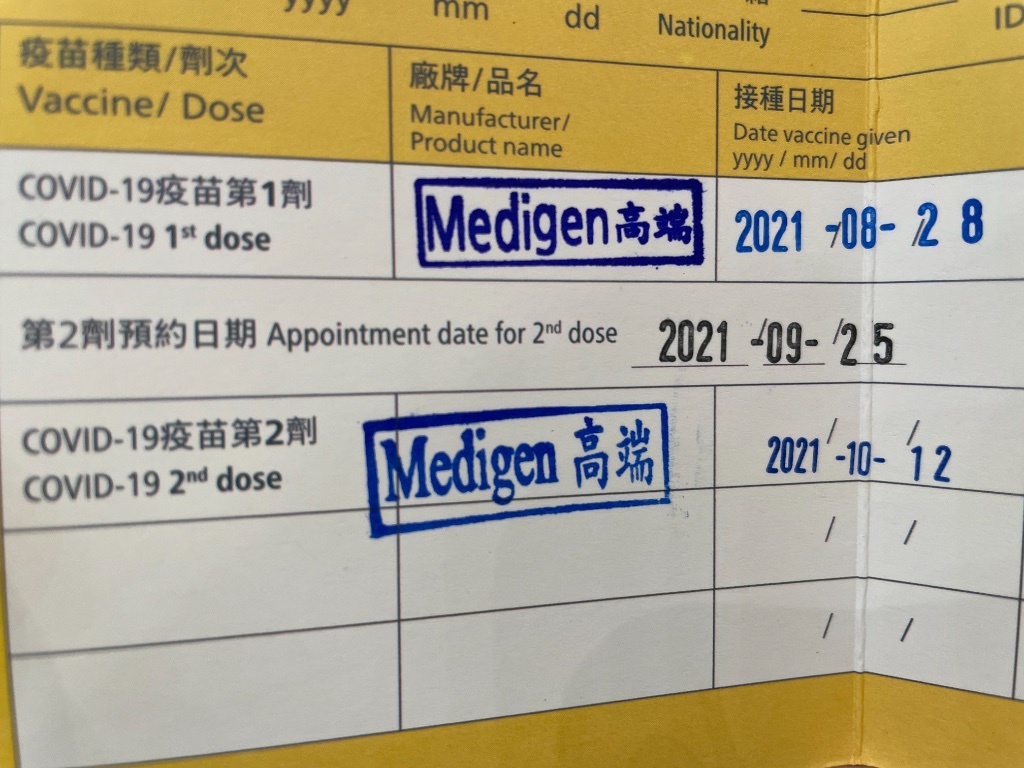 yyyy mm dd Nationality ID
疫苗種類/劑次
Vaccine/ Dose
廠牌/品名
Manufacturer/
Product name
接種日期
Date vaccine given
yyyy / mm/ dd
COVID-19疫苗第1劑
COVID-19 1st dose
Medigen高端
2021 -/08- /28
第2劑預約日期 Appointment date for 2nd dose 2021 -/09- /25
COVID-19疫苗第2劑
COVID-19 2nd dose
Medigen 高端
2021 /-10- /12
/ /
/ /